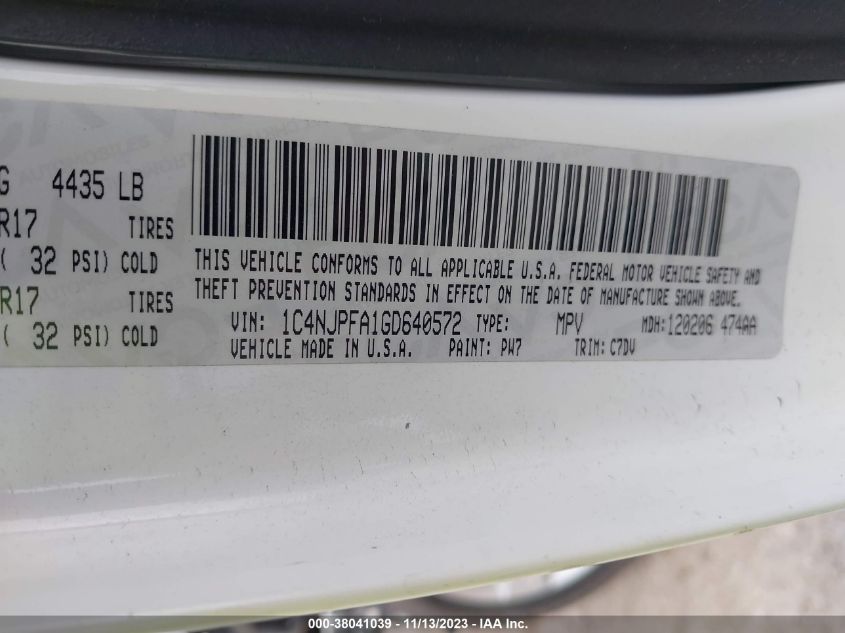 G 4435 LB
R17 TIRES
( 32 PSI) COLD
R17 TIRES
( 32 PSI) COLD
THIS VEHICLE CONFORMS TO ALL APPLICABLE U.S.A. FEDERAL MOTOR VEHICLE SAFETY AND
THEFT PREVENTION STANDARDS IN EFFECT ON THE DATE OF MANUFACTURE SHOWN ABOVE.
VIN: 1C4NJPFA1GD640572 TYPE: MPV MDH: 120206 474AA
VEHICLE MADE IN U.S.A. PAINT: PW7 TRIM: C7DV
000-38041039 - 11/13/2023 - IAA Inc.